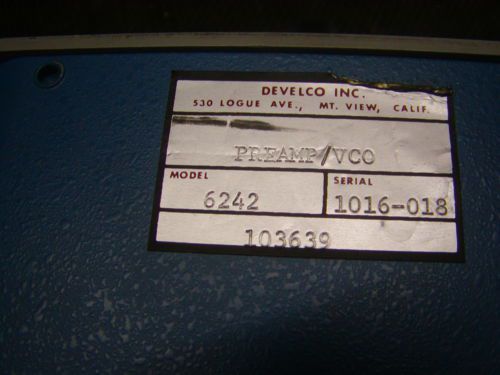 DEVELCO INC.
530 LOGUE AVE., MT. VIEW, CALIF.
PREAMP/VCO
MODEL SERIAL
6242 1016-018
103639